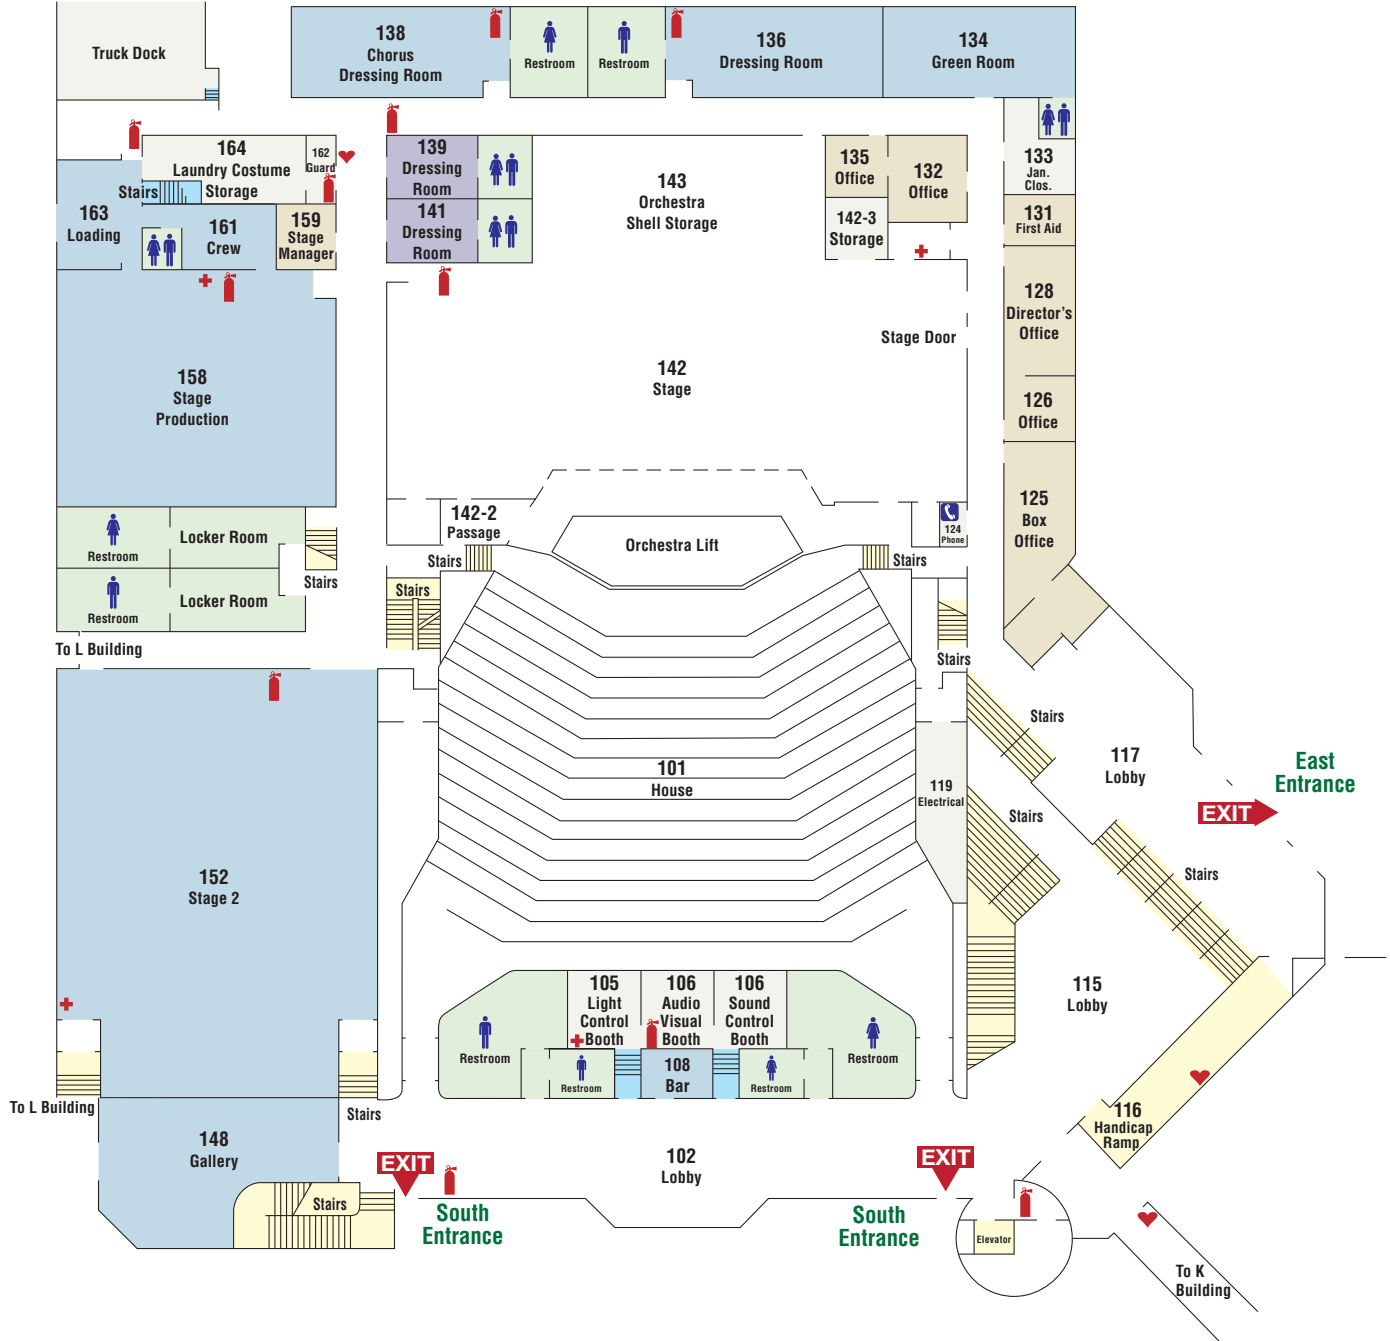 Truck Dock
138
Chorus
Dressing Room
Restroom
Restroom
136
Dressing Room
134
Green Room
164
Laundry Costume
Storage
162
Guard
Stairs
163
Loading
161
Crew
159
Stage
Manager
139
Dressing
Room
141
Dressing
Room
143
Orchestra
Shell Storage
135
Office
132
Office
142-3
Storage
133
Jan.
Clos.
131
First Aid
128
Director's
Office
126
Office
125
Box
Office
Stage Door
158
Stage
Production
142
Stage
142-2
Passage
Orchestra Lift
124
Phone
Restroom
Locker Room
Restroom
Locker Room
Stairs
Stairs
Stairs
Stairs
Stairs
To L Building
Stairs
117
Lobby
East
Entrance
EXIT
101
House
119
Electrical
Stairs
Stairs
152
Stage 2
115
Lobby
105
Light
Control
Booth
106
Audio
Visual
Booth
106
Sound
Control
Booth
Restroom
Restroom
Restroom
108
Bar
Restroom
To L Building
Stairs
116
Handicap
Ramp
148
Gallery
102
Lobby
EXIT
EXIT
Stairs
South
Entrance
South
Entrance
Elevator
To K
Building